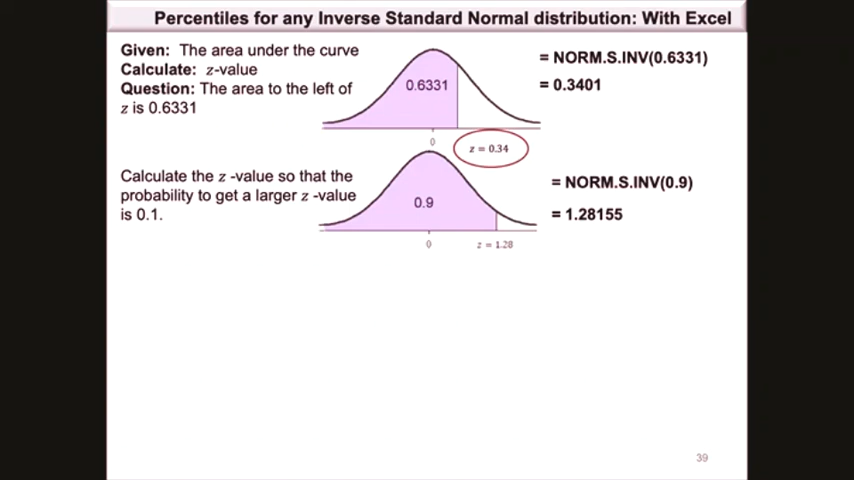 Percentiles for any Inverse Standard Normal distribution: With Excel
Given: The area under the curve
Calculate: z-value
Question: The area to the left of
z is 0.6331
0.6331
0
z = 0.34
= NORM.S.INV(0.6331)
= 0.3401
Calculate the z -value so that the
probability to get a larger z -value
is 0.1.
0.9
0
z = 1.28
= NORM.S.INV(0.9)
= 1.28155
39